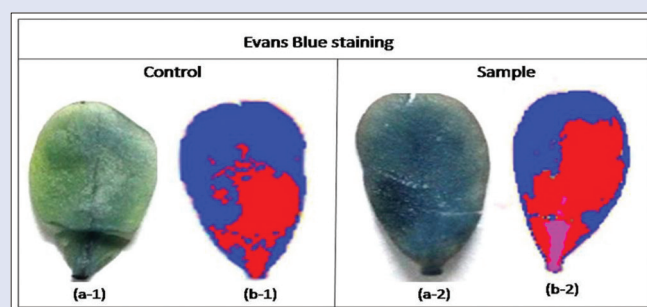 Evans Blue staining
Control
Sample
(a-1)
(b-1)
(a-2)
(b-2)